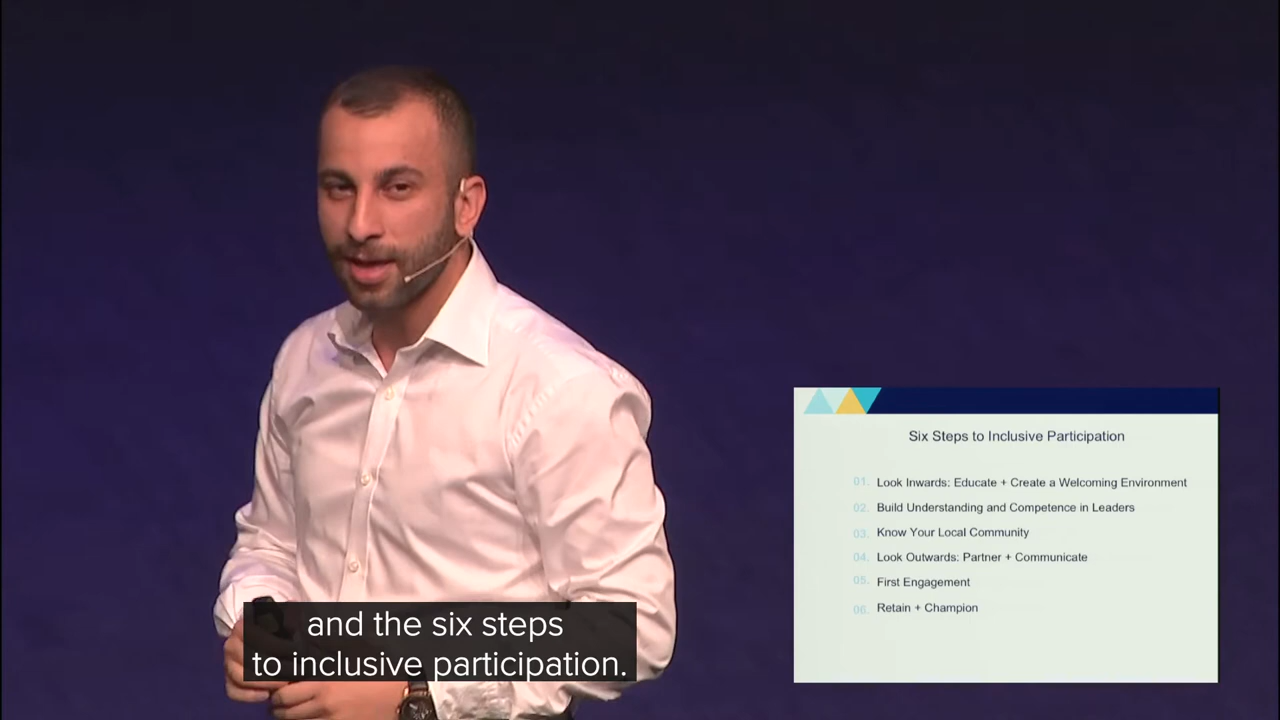 Six Steps to Inclusive Participation
01. Look Inwards: Educate + Create a Welcoming Environment
02. Build Understanding and Competence in Leaders
03. Know Your Local Community
04. Look Outwards: Partner + Communicate
05. First Engagement
06. Retain + Champion
and the six steps
to inclusive participation.